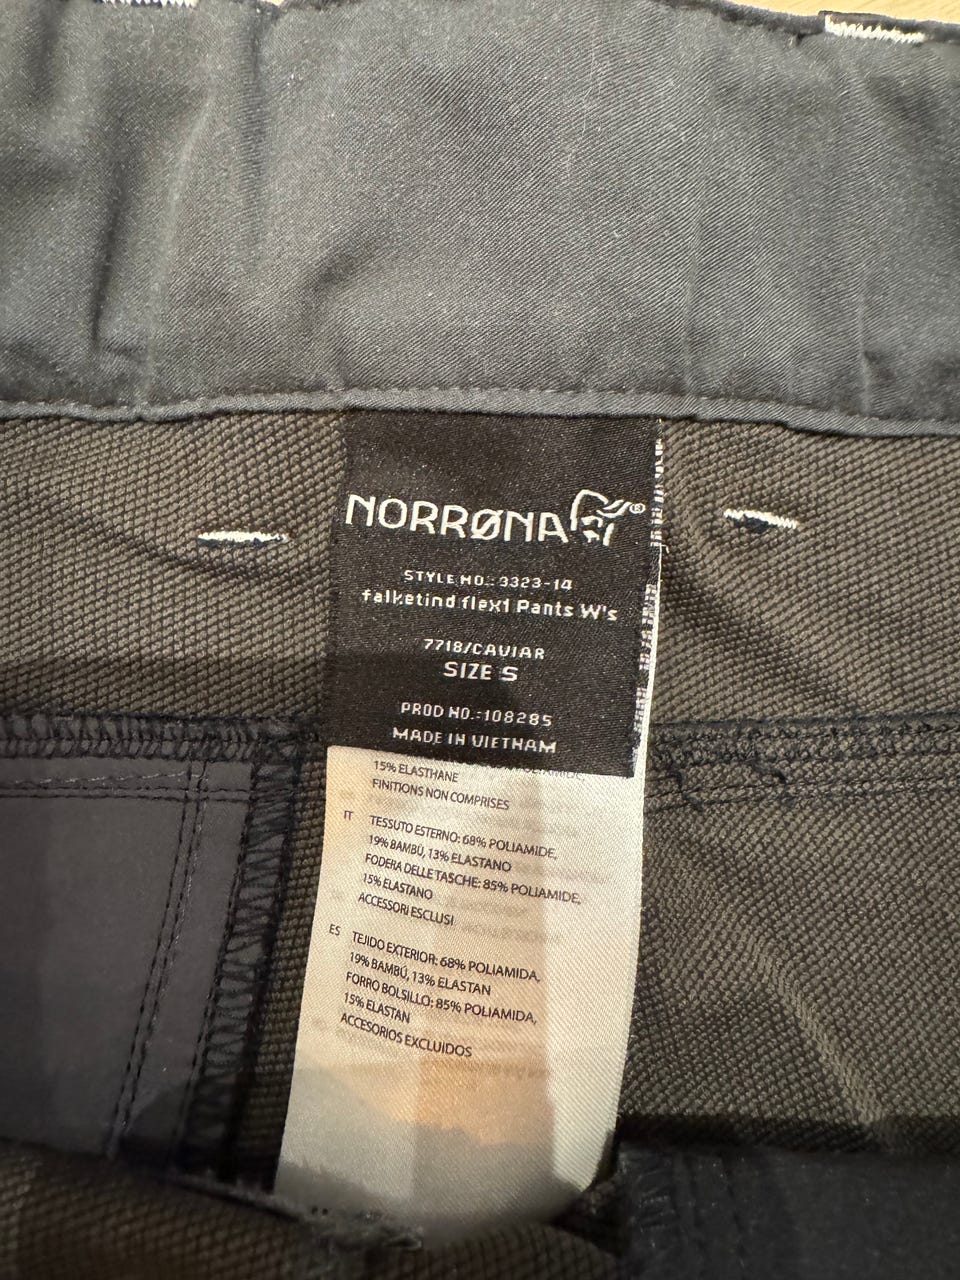 NORRØNA®
STYLE NO.: 3323-14
falketind flex1 Pants W's
7718/CAVIAR
SIZE S
PROD NO.:108285
MADE IN VIETNAM
15% ELASTHANE
FINITIONS NON COMPRISES
IT TESSUTO ESTERNO: 68% POLIAMIDE,
19% BAMBÙ, 13% ELASTANO
FODERA DELLE TASCHE: 85% POLIAMIDE,
15% ELASTANO
ACCESSORI ESCLUSI
ES TEJIDO EXTERIOR: 68% POLIAMIDA,
19% BAMBÚ, 13% ELASTAN
FORRO BOLSILLO: 85% POLIAMIDA,
15% ELASTAN
ACCESORIOS EXCLUIDOS